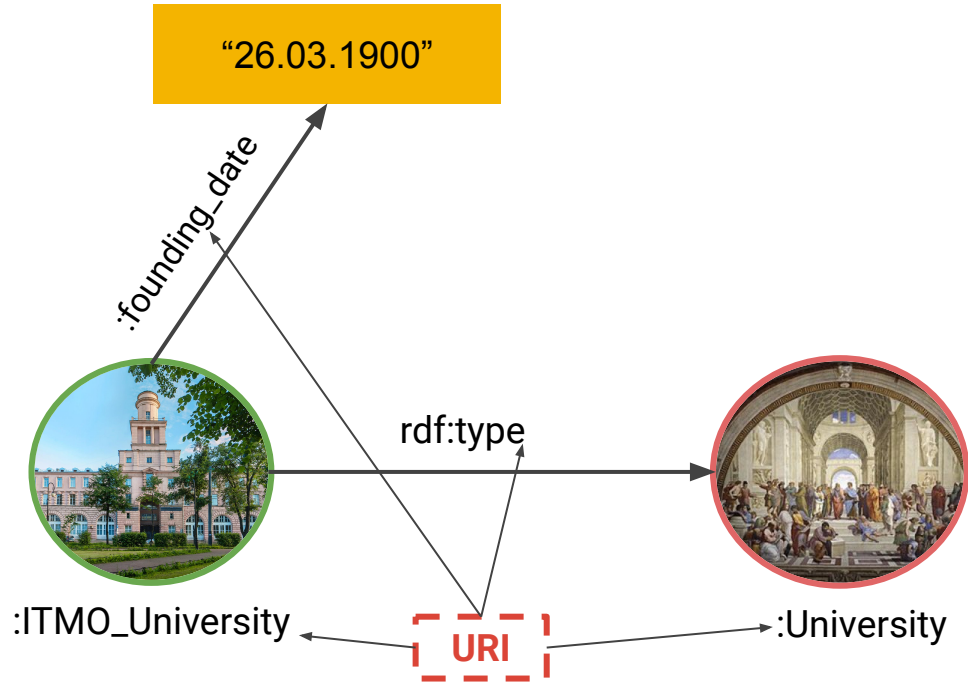 “26.03.1900”
:founding_date
rdf:type
:ITMO_University
URI
:University